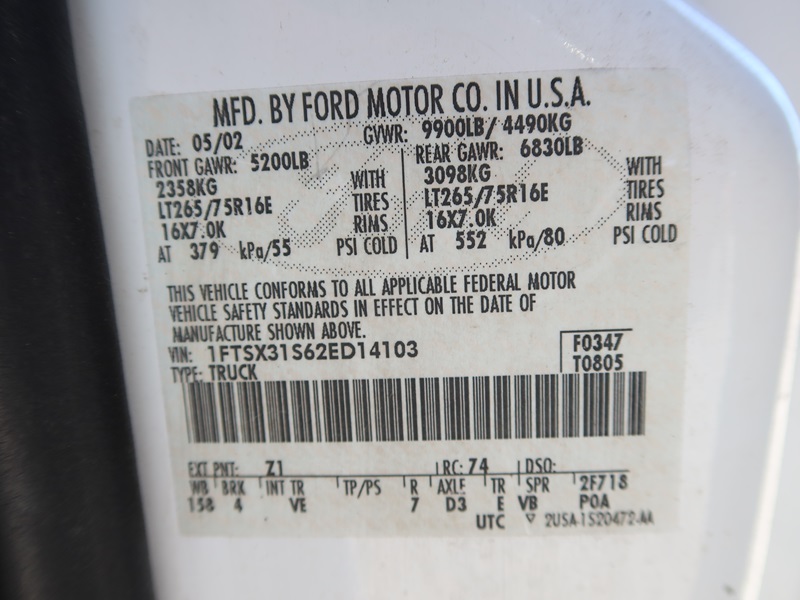 MFD. BY FORD MOTOR CO. IN U.S.A.
DATE: 05/02 GVWR: 9900LB/ 4490KG
FRONT GAWR: 5200LB REAR GAWR: 6830LB
2358KG WITH 3098KG WITH
LT265/75R16E TIRES LT265/75R16E TIRES
16X7.0K RIMS 16X7.0K RIMS
AT 379 kPa/55 PSI COLD AT 552 kPa/80 PSI COLD
THIS VEHICLE CONFORMS TO ALL APPLICABLE FEDERAL MOTOR
VEHICLE SAFETY STANDARDS IN EFFECT ON THE DATE OF
MANUFACTURE SHOWN ABOVE.
VIN: 1FTSX31S62ED14103 F0347
TYPE: TRUCK T0805
EXT PNT: Z1 RC: 74 DSO:
WB BRK INT TR TP/PS R AXLE TR SPR 2F718
158 4 VE 7 D3 E VB POA
UTC ▽ 2USA-1520472-AA